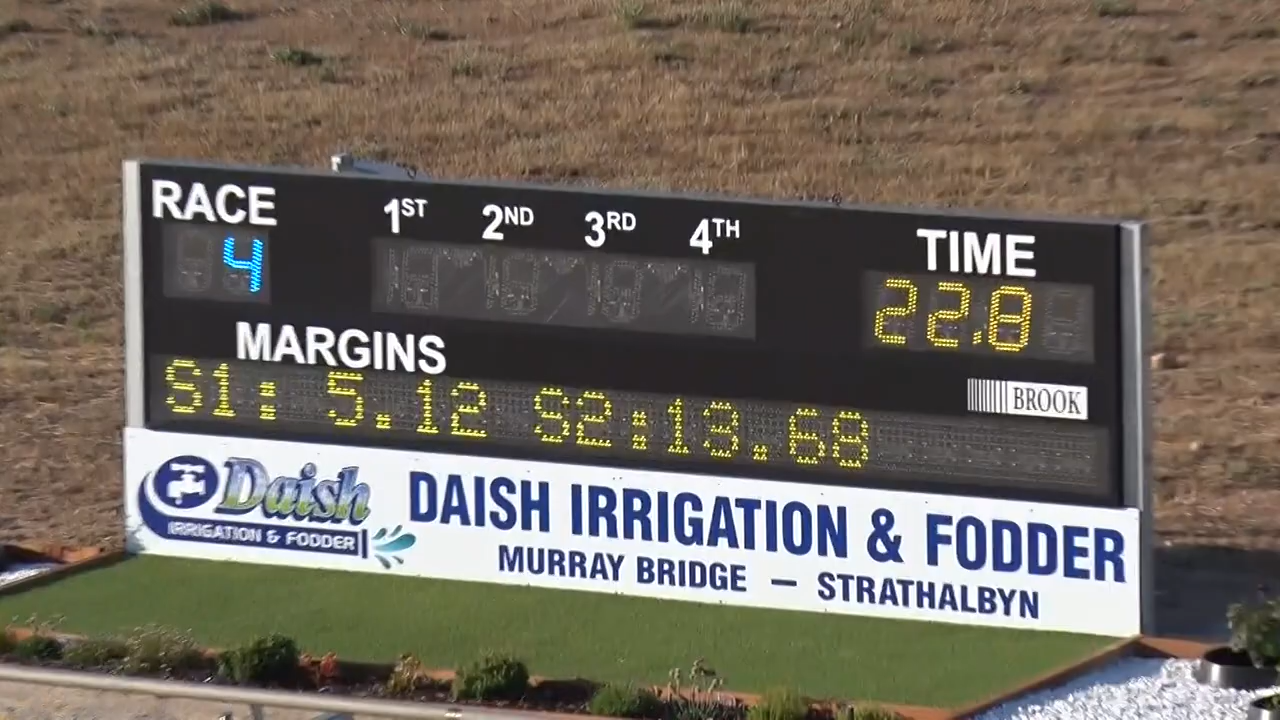 RACE 1ST 2ND 3RD 4TH TIME
4 22.8
MARGINS
BROOK
S1: 5.12 S2:13.68
Daish
IRRIGATION & FODDER
DAISH IRRIGATION & FODDER
MURRAY BRIDGE – STRATHALBYN